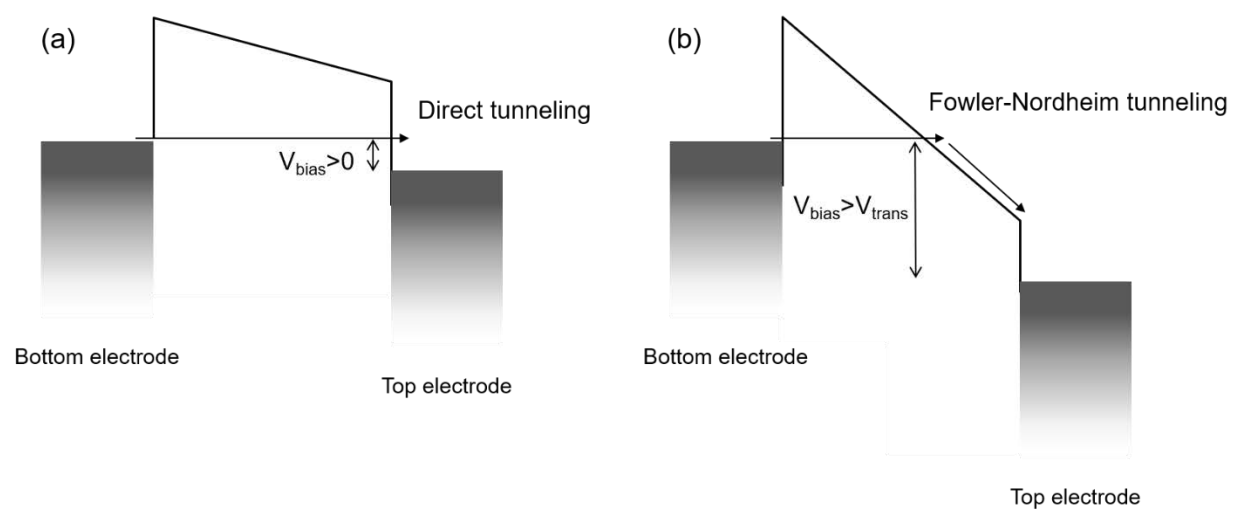 (a)
Direct tunneling
V_bias>0
Bottom electrode
Top electrode
(b)
Fowler-Nordheim tunneling
V_bias>V_trans
Bottom electrode
Top electrode